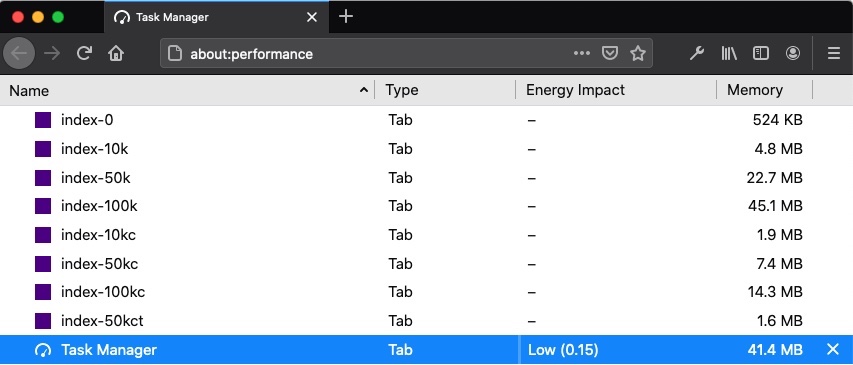 Task Manager
about:performance
Name Type Energy Impact Memory
index-0 Tab – 524 KB
index-10k Tab – 4.8 MB
index-50k Tab – 22.7 MB
index-100k Tab – 45.1 MB
index-10kc Tab – 1.9 MB
index-50kc Tab – 7.4 MB
index-100kc Tab – 14.3 MB
index-50kct Tab – 1.6 MB
Task Manager Tab Low (0.15) 41.4 MB